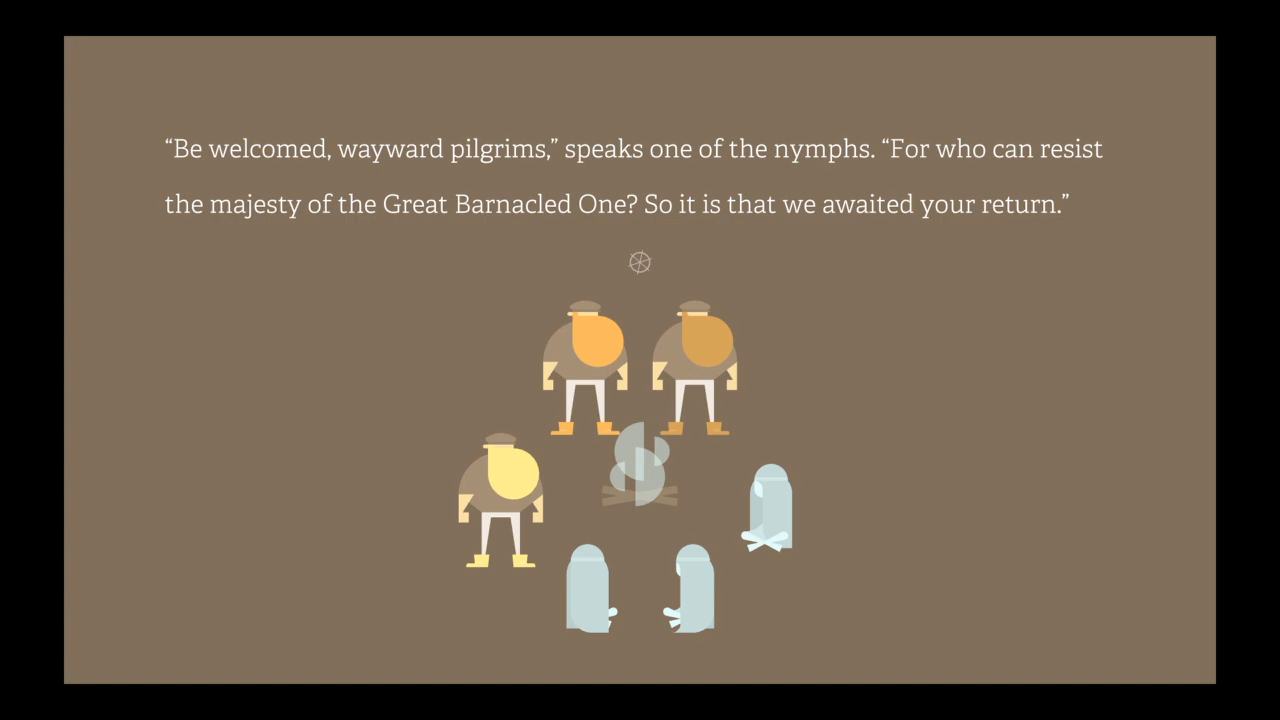 “Be welcomed, wayward pilgrims,” speaks one of the nymphs. “For who can resist
the majesty of the Great Barnacled One? So it is that we awaited your return.”